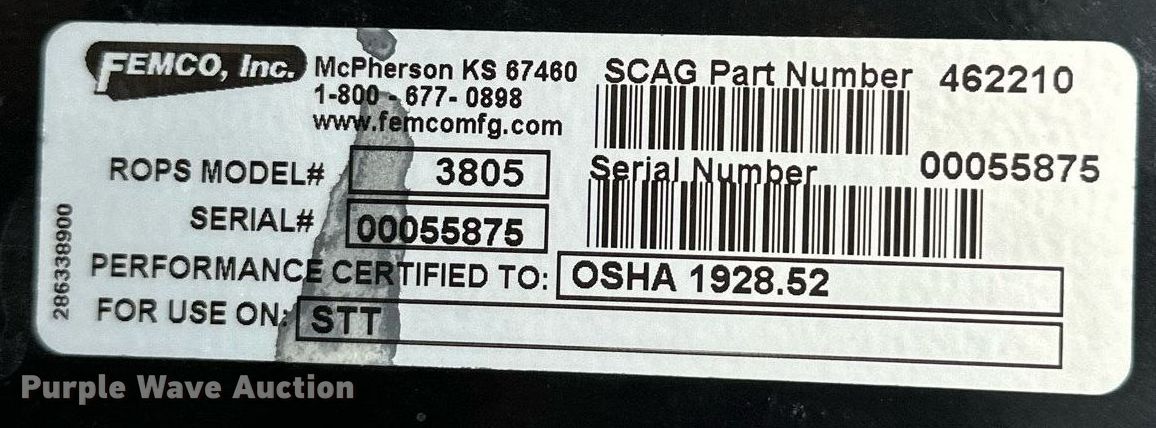 FEMCO, Inc.
McPherson KS 67460
1-800-677-0898
www.femcomfg.com
SCAG Part Number 462210
Serial Number 00055875
ROPS MODEL# 3805
SERIAL# 00055875
PERFORMANCE CERTIFIED TO: OSHA 1928.52
FOR USE ON: STT
286338900
Purple Wave Auction